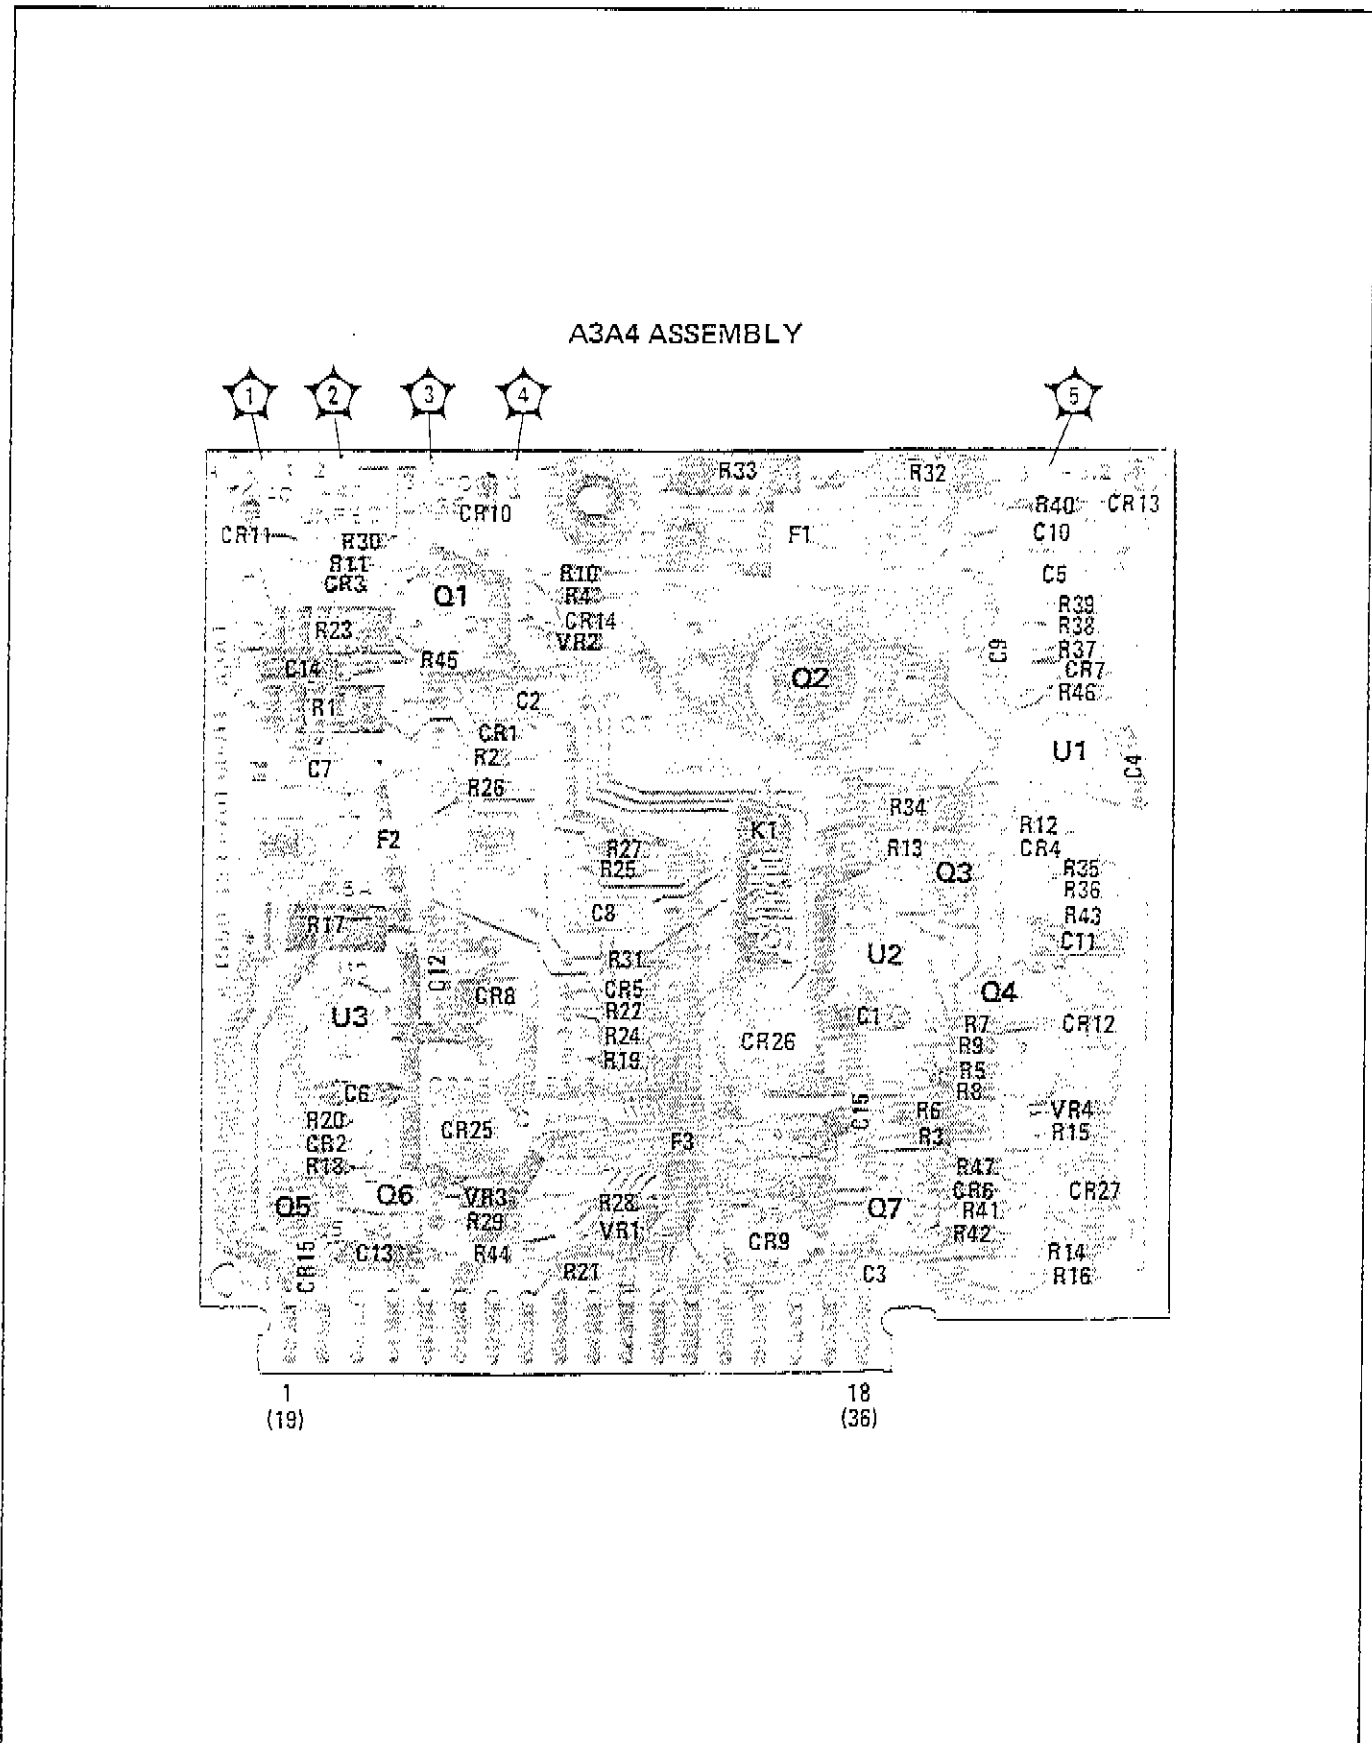 A3A4 ASSEMBLY
1 2 3 4 5
R33 R32
CR10 R40 CR13
CR11 R30 F1 C10
R11
CR3 R10 C5
Q1 R4 R39
R23 CR14 R38
VR2 C9 R37
C14 R45 Q2 CR7
R1 C2 R46
CR1 U1
R2 C4
C7
R26 R34
F2 K1 R12
R27 R13 CR4
R25 Q3 R35
R36
R17 C8 R43
C11
C12 R31 U2
CR8 CR5 Q4
U3 R22 C1 R7 CR12
R24 CR26 R9
R19 R5
C6 R8
R20 CR25 C15 R6 VR4
CR2 F3 R3 R15
R18 R47
Q5 Q6 VR3 R28 Q7 CR6 CR27
R29 VR1 R41
CR15 C13 R44 CR9 R42 R14
R21 C3 R16
1 18
(19) (36)